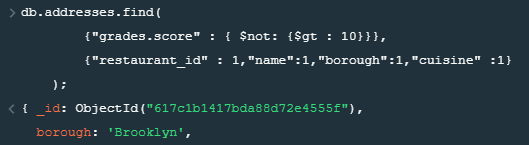 > db.addresses.find(
{"grades.score" : { $not: {$gt : 10}}},
{"restaurant_id" : 1,"name":1,"borough":1,"cuisine" :1}
);
< { _id: ObjectId("617c1b1417bda88d72e4555f"),
borough: 'Brooklyn',